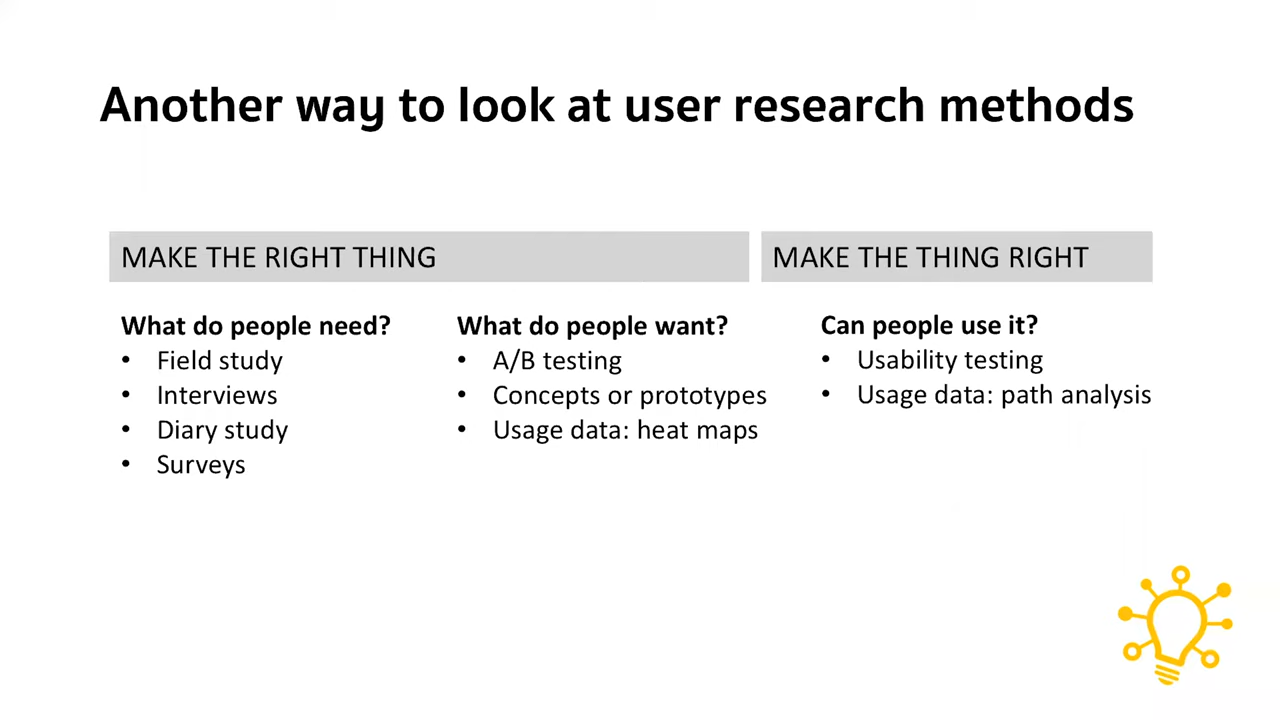 Another way to look at user research methods
MAKE THE RIGHT THING
What do people need?
• Field study
• Interviews
• Diary study
• Surveys
What do people want?
• A/B testing
• Concepts or prototypes
• Usage data: heat maps
MAKE THE THING RIGHT
Can people use it?
• Usability testing
• Usage data: path analysis